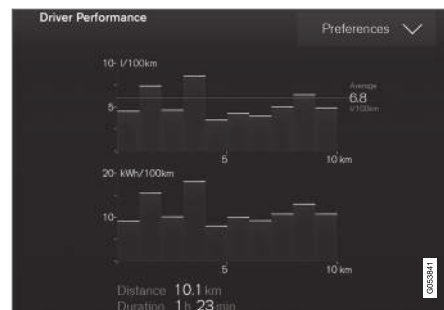 Driver Performance
Preferences
10- l/100km
Average
6.8
l/100km
5-
5
10 km
20- kWh/100km
10-
5
10 km
Distance 10.1 km
Duration 1 h 23 min
G053841